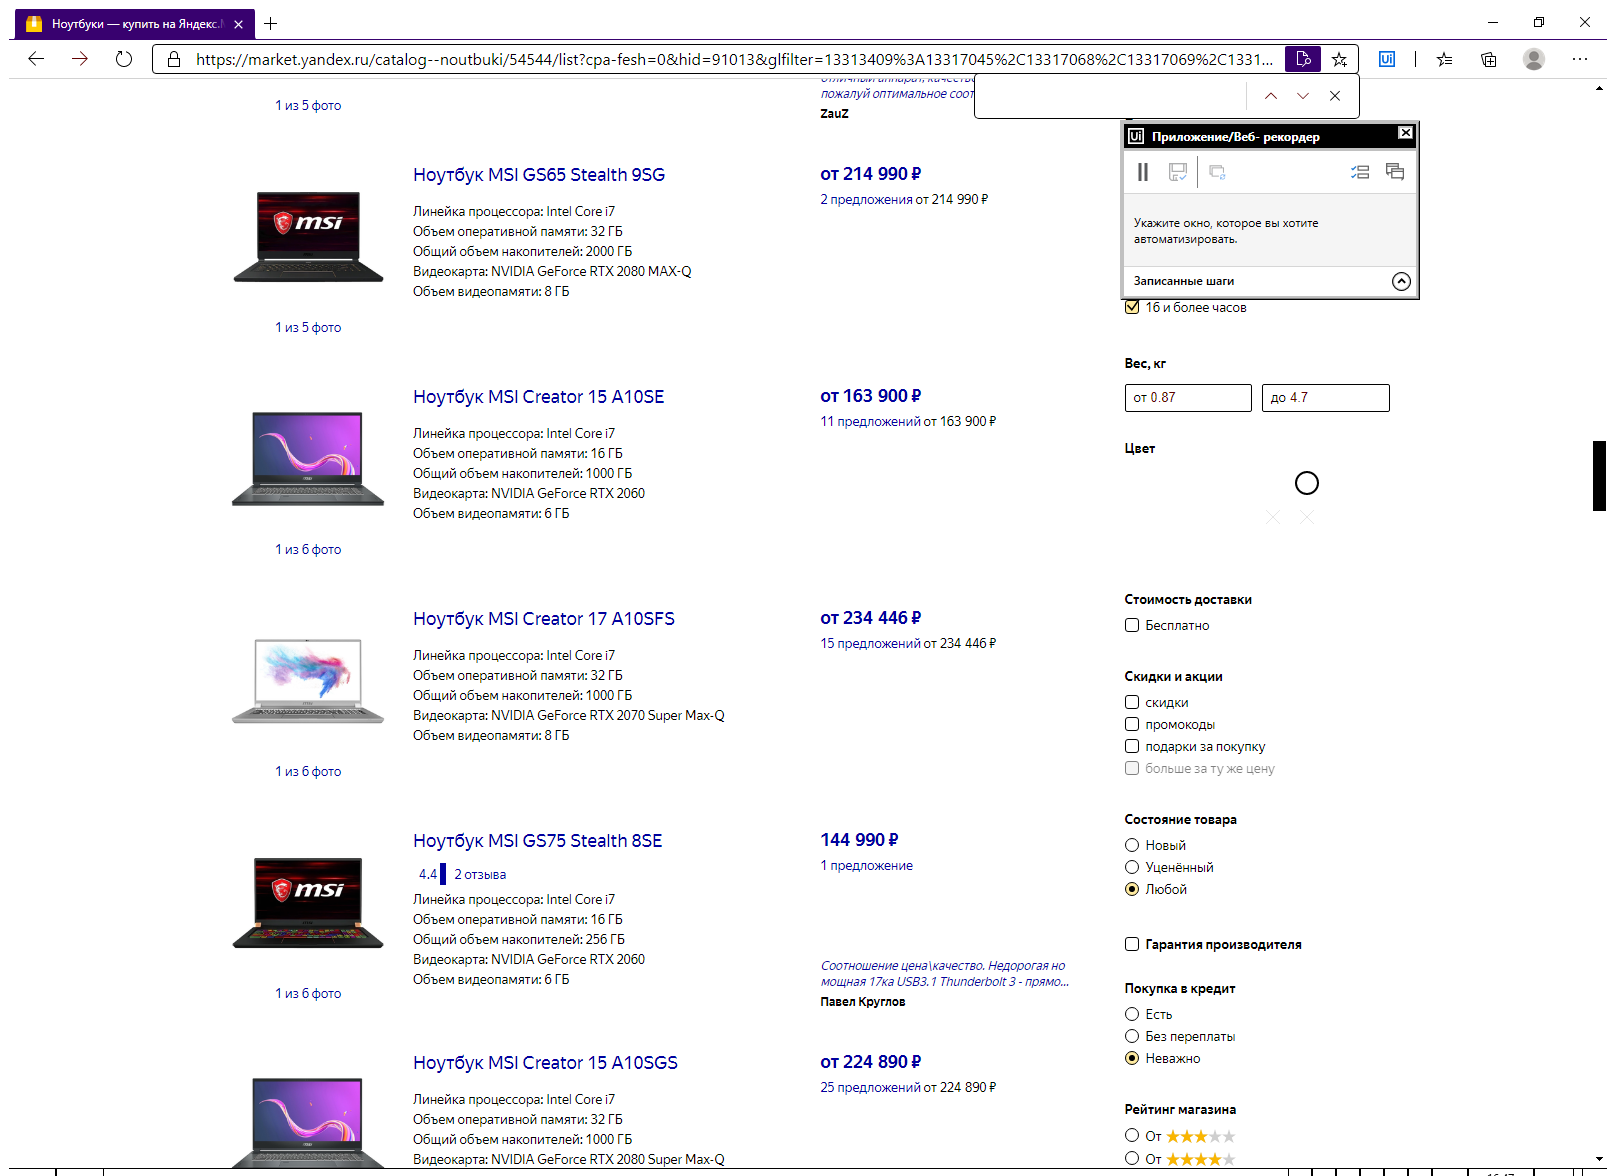 Ноутбуки — купить на Яндекс.М
https://market.yandex.ru/catalog--noutbuki/54544/list?cpa-fesh=0&hid=91013&glfilter=13313409%3A13317045%2C13317068%2C13317069%2C1331...
Ui
1 из 5 фото
отличный аппарат, качество
пожалуй оптимальное соот
ZauZ
Ui Приложение/Веб- рекордер
Укажите окно, которое вы хотите
автоматизировать.
Записанные шаги
Ноутбук MSI GS65 Stealth 9SG
Линейка процессора: Intel Core i7
Объем оперативной памяти: 32 ГБ
Общий объем накопителей: 2000 ГБ
Видеокарта: NVIDIA GeForce RTX 2080 MAX-Q
Объем видеопамяти: 8 ГБ
msi
1 из 5 фото
от 214 990 ₽
2 предложения от 214 990 ₽
Ноутбук MSI Creator 15 A10SE
Линейка процессора: Intel Core i7
Объем оперативной памяти: 16 ГБ
Общий объем накопителей: 1000 ГБ
Видеокарта: NVIDIA GeForce RTX 2060
Объем видеопамяти: 6 ГБ
1 из 6 фото
от 163 900 ₽
11 предложений от 163 900 ₽
Ноутбук MSI Creator 17 A10SFS
Линейка процессора: Intel Core i7
Объем оперативной памяти: 32 ГБ
Общий объем накопителей: 1000 ГБ
Видеокарта: NVIDIA GeForce RTX 2070 Super Max-Q
Объем видеопамяти: 8 ГБ
1 из 6 фото
от 234 446 ₽
15 предложений от 234 446 ₽
Ноутбук MSI GS75 Stealth 8SE
4.4 2 отзыва
Линейка процессора: Intel Core i7
Объем оперативной памяти: 16 ГБ
Общий объем накопителей: 256 ГБ
Видеокарта: NVIDIA GeForce RTX 2060
Объем видеопамяти: 6 ГБ
msi
1 из 6 фото
144 990 ₽
1 предложение
Соотношение цена\качество. Недорогая но
мощная 17ка USB3.1 Thunderbolt 3 - прямо...
Павел Круглов
Ноутбук MSI Creator 15 A10SGS
Линейка процессора: Intel Core i7
Объем оперативной памяти: 32 ГБ
Общий объем накопителей: 1000 ГБ
Видеокарта: NVIDIA GeForce RTX 2080 Super Max-Q
от 224 890 ₽
25 предложений от 224 890 ₽
16 и более часов
Вес, кг
от 0.87
до 4.7
Цвет
Стоимость доставки
Бесплатно
Скидки и акции
скидки
промокоды
подарки за покупку
больше за ту же цену
Состояние товара
Новый
Уценённый
Любой
Гарантия производителя
Покупка в кредит
Есть
Без переплаты
Неважно
Рейтинг магазина
От
От